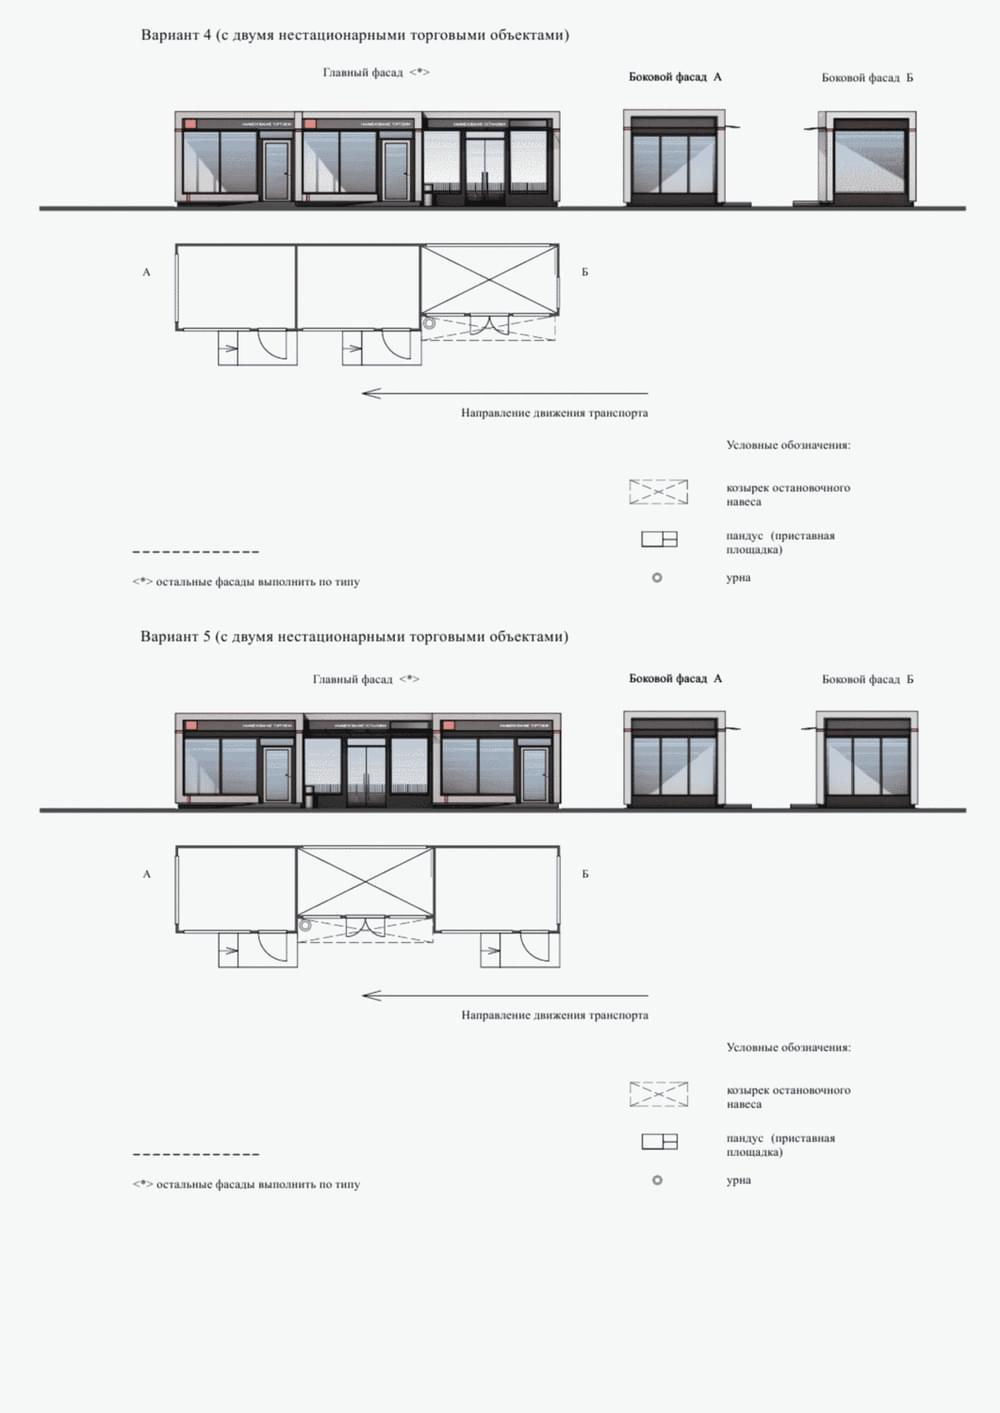 Вариант 4 (с двумя нестационарными торговыми объектами)
Главный фасад <*>
Боковой фасад А
Боковой фасад Б
А
Б
Направление движения транспорта
Условные обозначения:
козырек остановочного
навеса
пандус (приставная
площадка)
урна
<*> остальные фасады выполнить по типу
Вариант 5 (с двумя нестационарными торговыми объектами)
Главный фасад <*>
Боковой фасад А
Боковой фасад Б
А
Б
Направление движения транспорта
Условные обозначения:
козырек остановочного
навеса
пандус (приставная
площадка)
урна
<*> остальные фасады выполнить по типу